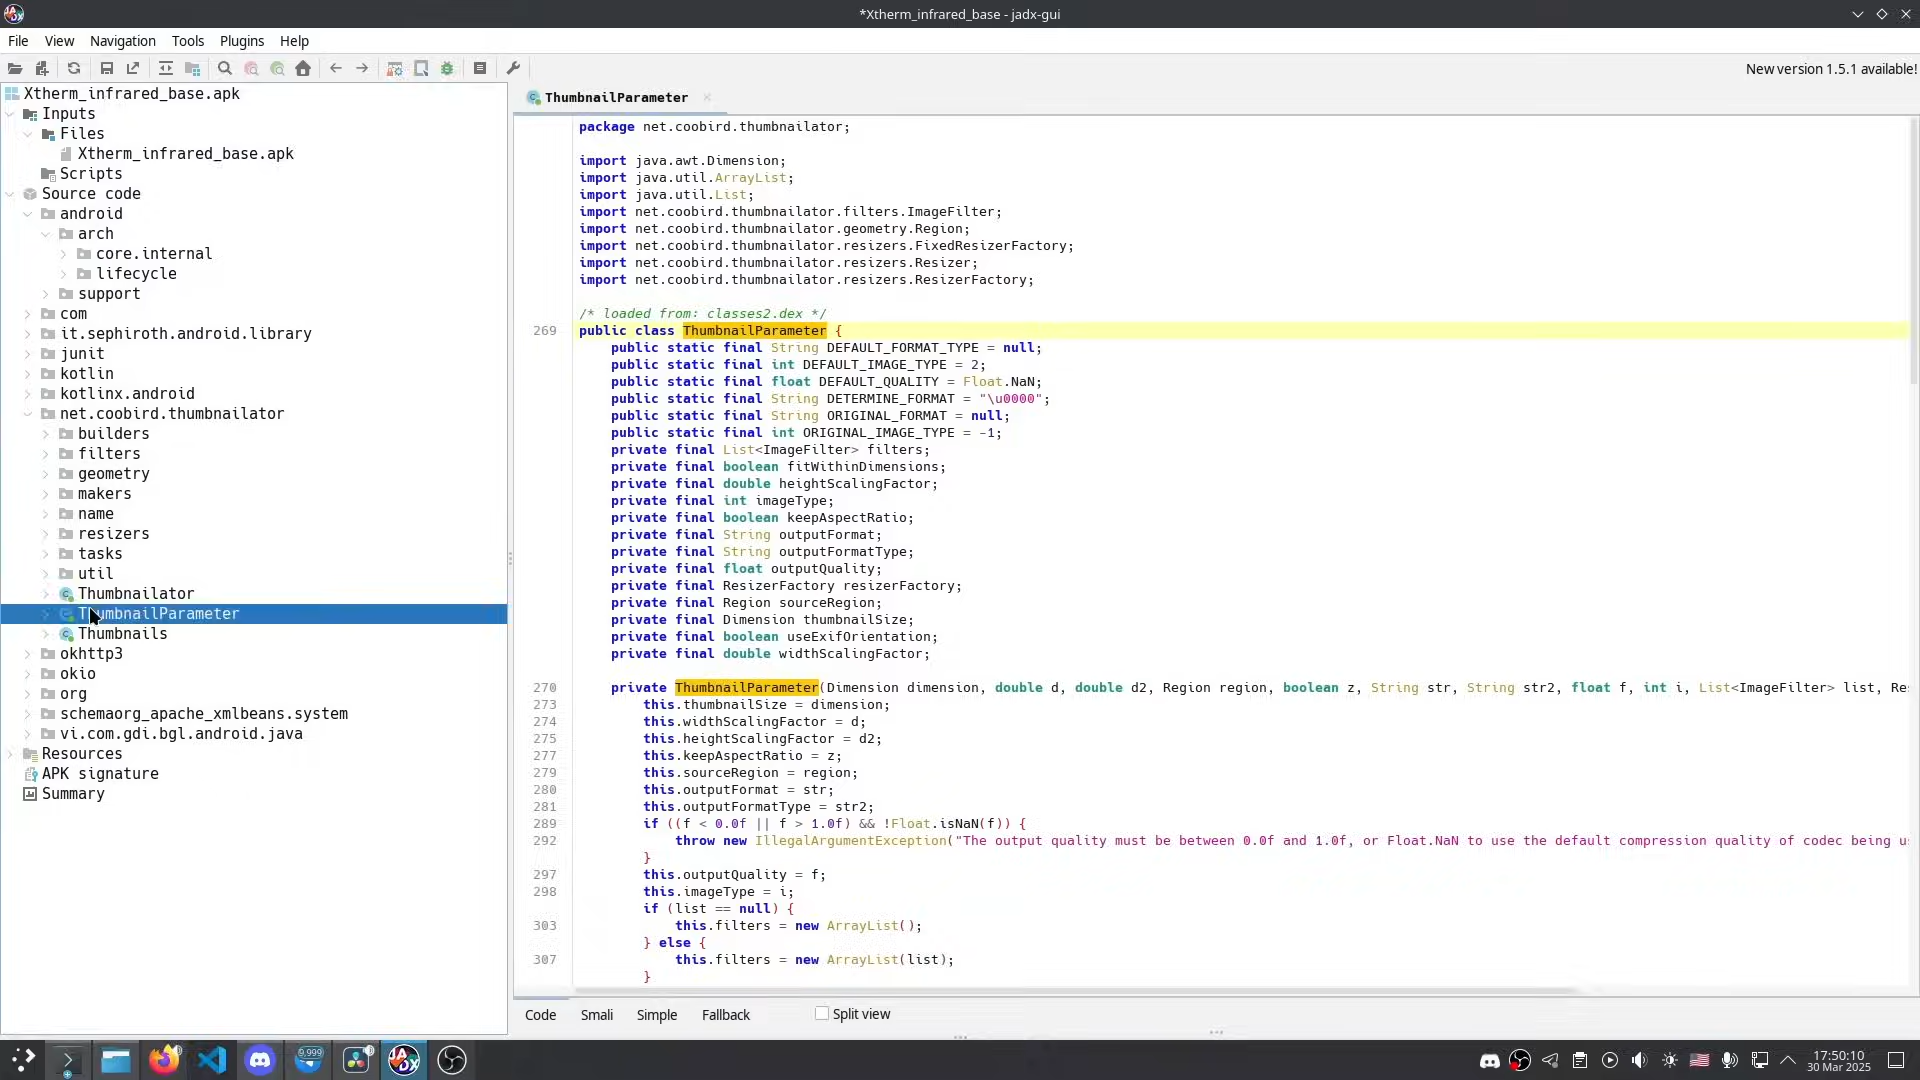 *Xtherm_infrared_base - jadx-gui
File View Navigation Tools Plugins Help
New version 1.5.1 available!
Xtherm_infrared_base.apk
Inputs
Files
Xtherm_infrared_base.apk
Scripts
Source code
android
arch
core.internal
lifecycle
support
com
it.sephiroth.android.library
junit
kotlin
kotlinx.android
net.coobird.thumbnailator
builders
filters
geometry
makers
name
resizers
tasks
util
Thumbnailator
ThumbnailParameter
Thumbnails
okhttp3
okio
org
schemaorg_apache_xmlbeans.system
vi.com.gdi.bgl.android.java
Resources
APK signature
Summary
ThumbnailParameter
package net.coobird.thumbnailator;
import java.awt.Dimension;
import java.util.ArrayList;
import java.util.List;
import net.coobird.thumbnailator.filters.ImageFilter;
import net.coobird.thumbnailator.geometry.Region;
import net.coobird.thumbnailator.resizers.FixedResizerFactory;
import net.coobird.thumbnailator.resizers.Resizer;
import net.coobird.thumbnailator.resizers.ResizerFactory;
/* loaded from: classes2.dex */
269 public class ThumbnailParameter {
public static final String DEFAULT_FORMAT_TYPE = null;
public static final int DEFAULT_IMAGE_TYPE = 2;
public static final float DEFAULT_QUALITY = Float.NaN;
public static final String DETERMINE_FORMAT = "\u0000";
public static final String ORIGINAL_FORMAT = null;
public static final int ORIGINAL_IMAGE_TYPE = -1;
private final List<ImageFilter> filters;
private final boolean fitWithinDimensions;
private final double heightScalingFactor;
private final int imageType;
private final boolean keepAspectRatio;
private final String outputFormat;
private final String outputFormatType;
private final float outputQuality;
private final ResizerFactory resizerFactory;
private final Region sourceRegion;
private final Dimension thumbnailSize;
private final boolean useExifOrientation;
private final double widthScalingFactor;
270 private ThumbnailParameter(Dimension dimension, double d, double d2, Region region, boolean z, String str, String str2, float f, int i, List<ImageFilter> list, Re
273 this.thumbnailSize = dimension;
274 this.widthScalingFactor = d;
275 this.heightScalingFactor = d2;
277 this.keepAspectRatio = z;
279 this.sourceRegion = region;
280 this.outputFormat = str;
281 this.outputFormatType = str2;
289 if ((f < 0.0f || f > 1.0f) && !Float.isNaN(f)) {
292 throw new IllegalArgumentException("The output quality must be between 0.0f and 1.0f, or Float.NaN to use the default compression quality of codec being u
}
297 this.outputQuality = f;
298 this.imageType = i;
if (list == null) {
303 this.filters = new ArrayList();
} else {
307 this.filters = new ArrayList(list);
}
Code Smali Simple Fallback Split view
9,999
JADX
17:50:10
30 Mar 2025